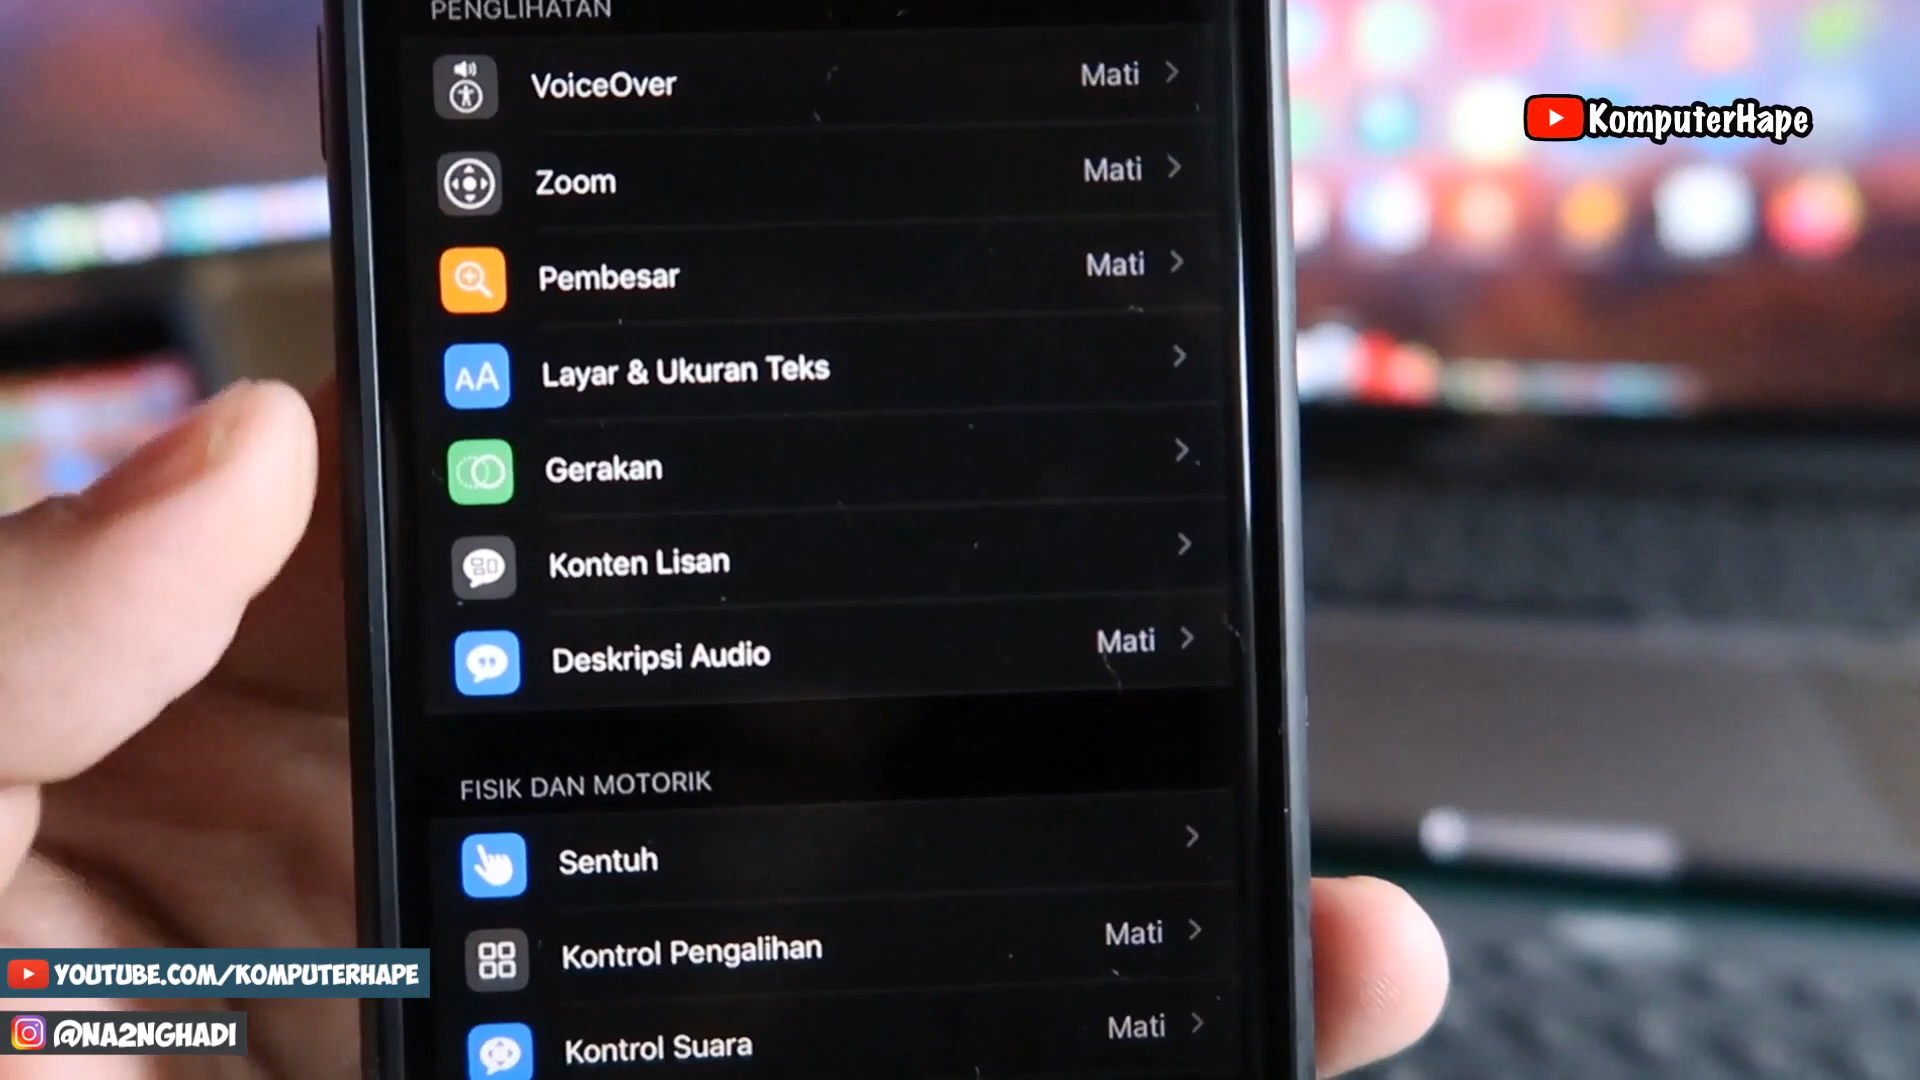 PENGLIHATAN
VoiceOver Mati
Zoom Mati
Pembesar Mati
AA Layar & Ukuran Teks
Gerakan
Konten Lisan
Deskripsi Audio Mati
FISIK DAN MOTORIK
Sentuh
Kontrol Pengalihan Mati
Kontrol Suara Mati
KomputerHape
YOUTUBE.COM/KOMPUTERHAPE
@NA2NGHADI